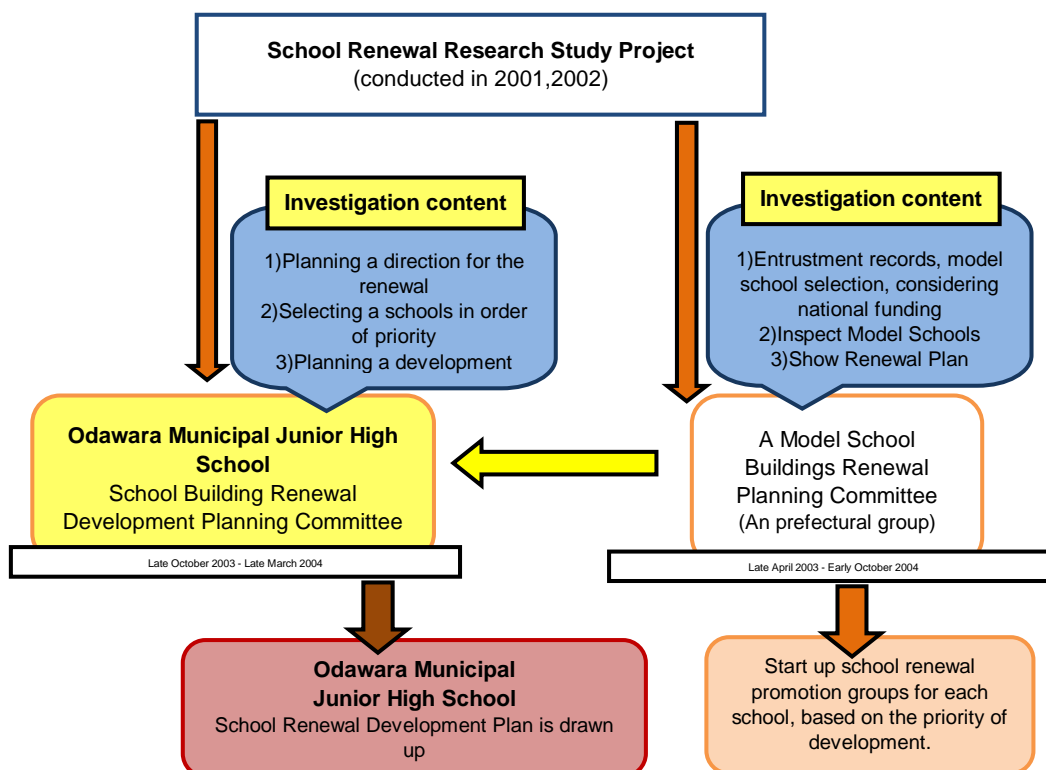 School Renewal Research Study Project
(conducted in 2001,2002)
Investigation content
1)Planning a direction for the
renewal
2)Selecting a schools in order
of priority
3)Planning a development
Investigation content
1)Entrustment records, model
school selection, considering
national funding
2)Inspect Model Schools
3)Show Renewal Plan
Odawara Municipal Junior High
School
School Building Renewal
Development Planning Committee
Late October 2003 - Late March 2004
A Model School
Buildings Renewal
Planning Committee
(An prefectural group)
Late April 2003 - Early October 2004
Odawara Municipal
Junior High School
School Renewal Development Plan is drawn
up
Start up school renewal
promotion groups for each
school, based on the priority of
development.